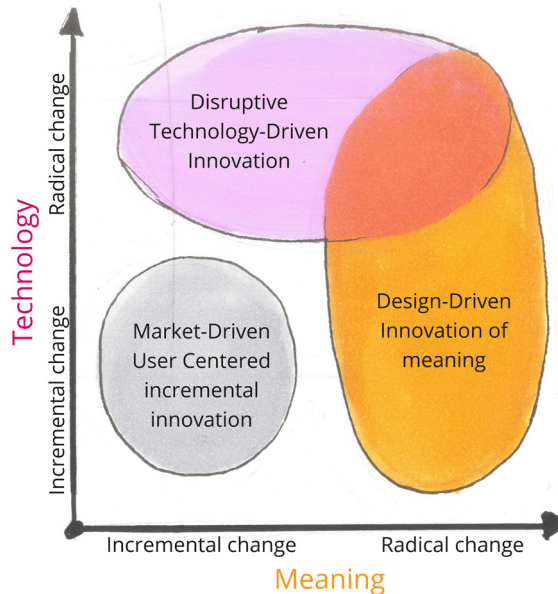 Disruptive
Technology-Driven
Innovation
Radical change
Technology
Incremental change
Market-Driven
User Centered
incremental
innovation
Design-Driven
Innovation of
meaning
Incremental change
Radical change
Meaning